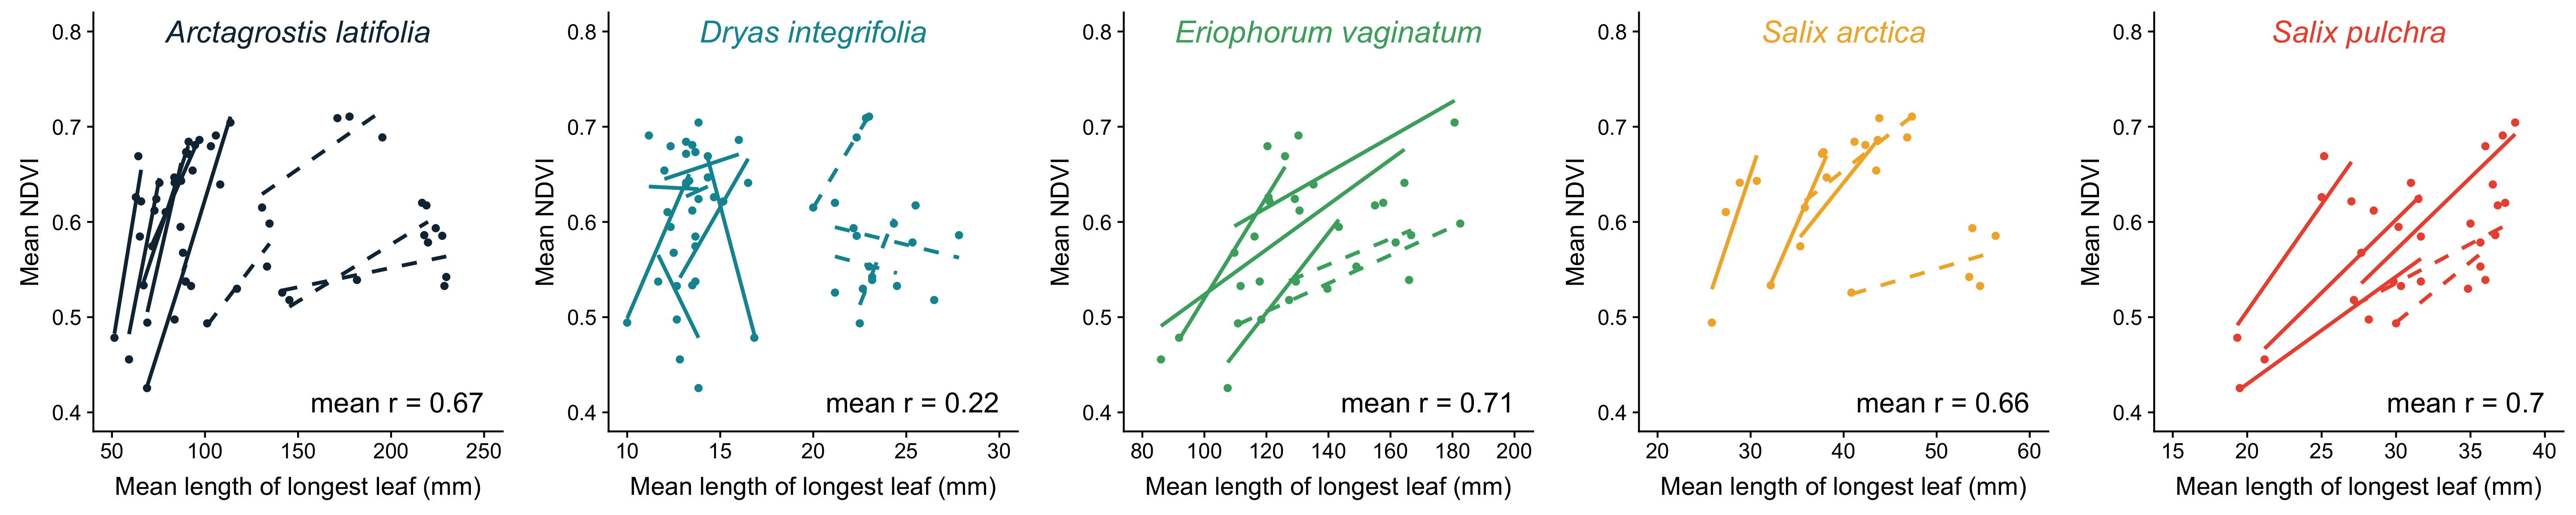 Arctagrostis latifolia
0.8
0.7
0.6
0.5
0.4
Mean NDVI
mean r = 0.67
50 100 150 200 250
Mean length of longest leaf (mm)
Dryas integrifolia
0.8
0.7
0.6
0.5
0.4
Mean NDVI
mean r = 0.22
10 15 20 25 30
Mean length of longest leaf (mm)
Eriophorum vaginatum
0.8
0.7
0.6
0.5
0.4
Mean NDVI
mean r = 0.71
80 100 120 140 160 180 200
Mean length of longest leaf (mm)
Salix arctica
0.8
0.7
0.6
0.5
0.4
Mean NDVI
mean r = 0.66
20 30 40 50 60
Mean length of longest leaf (mm)
Salix pulchra
0.8
0.7
0.6
0.5
0.4
Mean NDVI
mean r = 0.7
15 20 25 30 35 40
Mean length of longest leaf (mm)